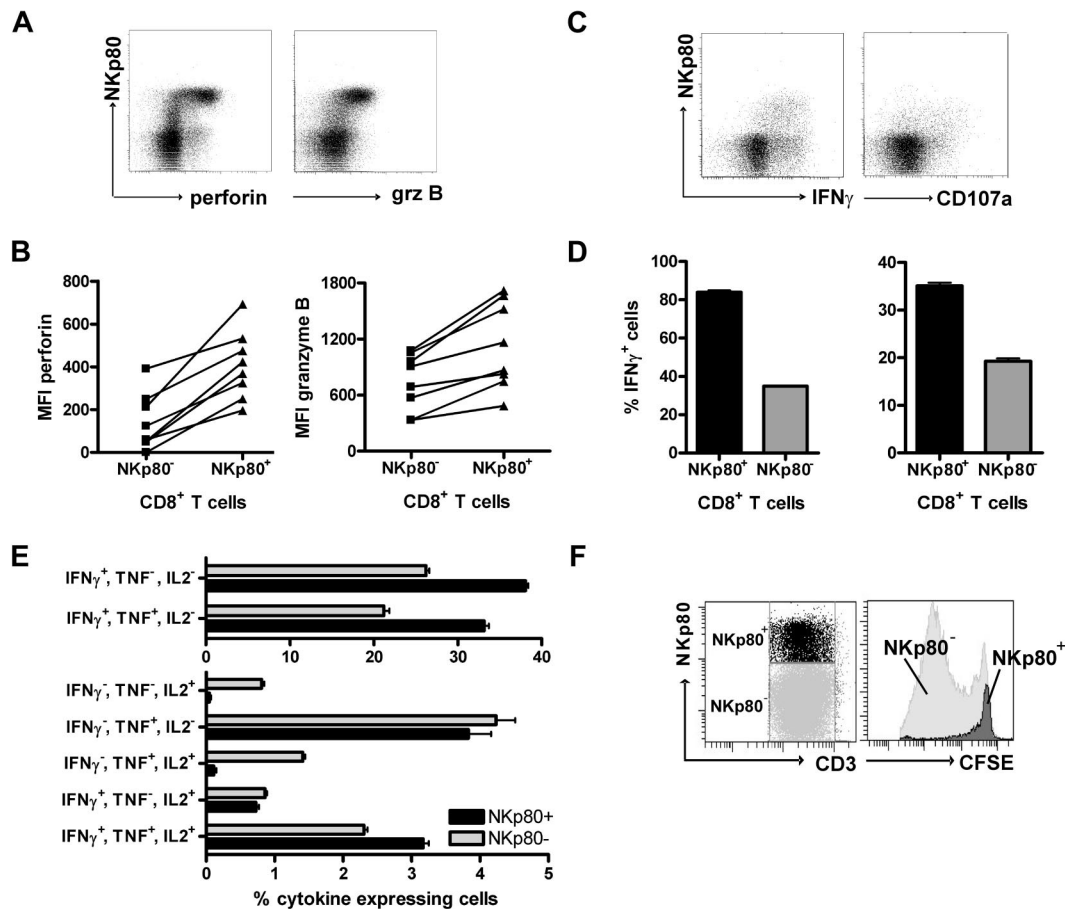 A
NKp80
perforin
grz B
C
NKp80
IFNγ
CD107a
B
MFI perforin
800
600
400
200
0
NKp80⁻
NKp80⁺
CD8⁺ T cells
MFI granzyme B
1800
1200
600
0
NKp80⁻
NKp80⁺
CD8⁺ T cells
D
% IFNγ⁺ cells
100
80
60
40
20
0
NKp80⁺
NKp80⁻
CD8⁺ T cells
40
30
20
10
0
NKp80⁺
NKp80⁻
CD8⁺ T cells
E
IFNγ⁺, TNF⁻, IL2⁻
IFNγ⁺, TNF⁺, IL2⁻
0 10 20 30 40
IFNγ⁻, TNF⁻, IL2⁺
IFNγ⁻, TNF⁺, IL2⁻
IFNγ⁻, TNF⁺, IL2⁺
IFNγ⁺, TNF⁻, IL2⁺
IFNγ⁺, TNF⁺, IL2⁺
NKp80+
NKp80-
0 1 2 3 4 5
% cytokine expressing cells
F
NKp80
NKp80⁺
NKp80⁻
CD3
NKp80⁻
NKp80⁺
CFSE